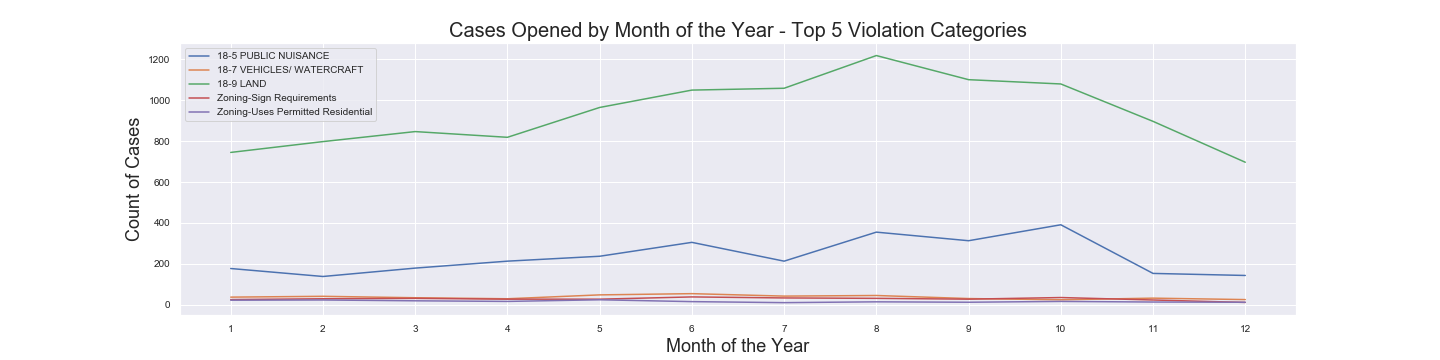 Cases Opened by Month of the Year - Top 5 Violation Categories
18-5 PUBLIC NUISANCE
18-7 VEHICLES/ WATERCRAFT
18-9 LAND
Zoning-Sign Requirements
Zoning-Uses Permitted Residential
Count of Cases
1200
1000
800
600
400
200
0
1 2 3 4 5 6 7 8 9 10 11 12
Month of the Year